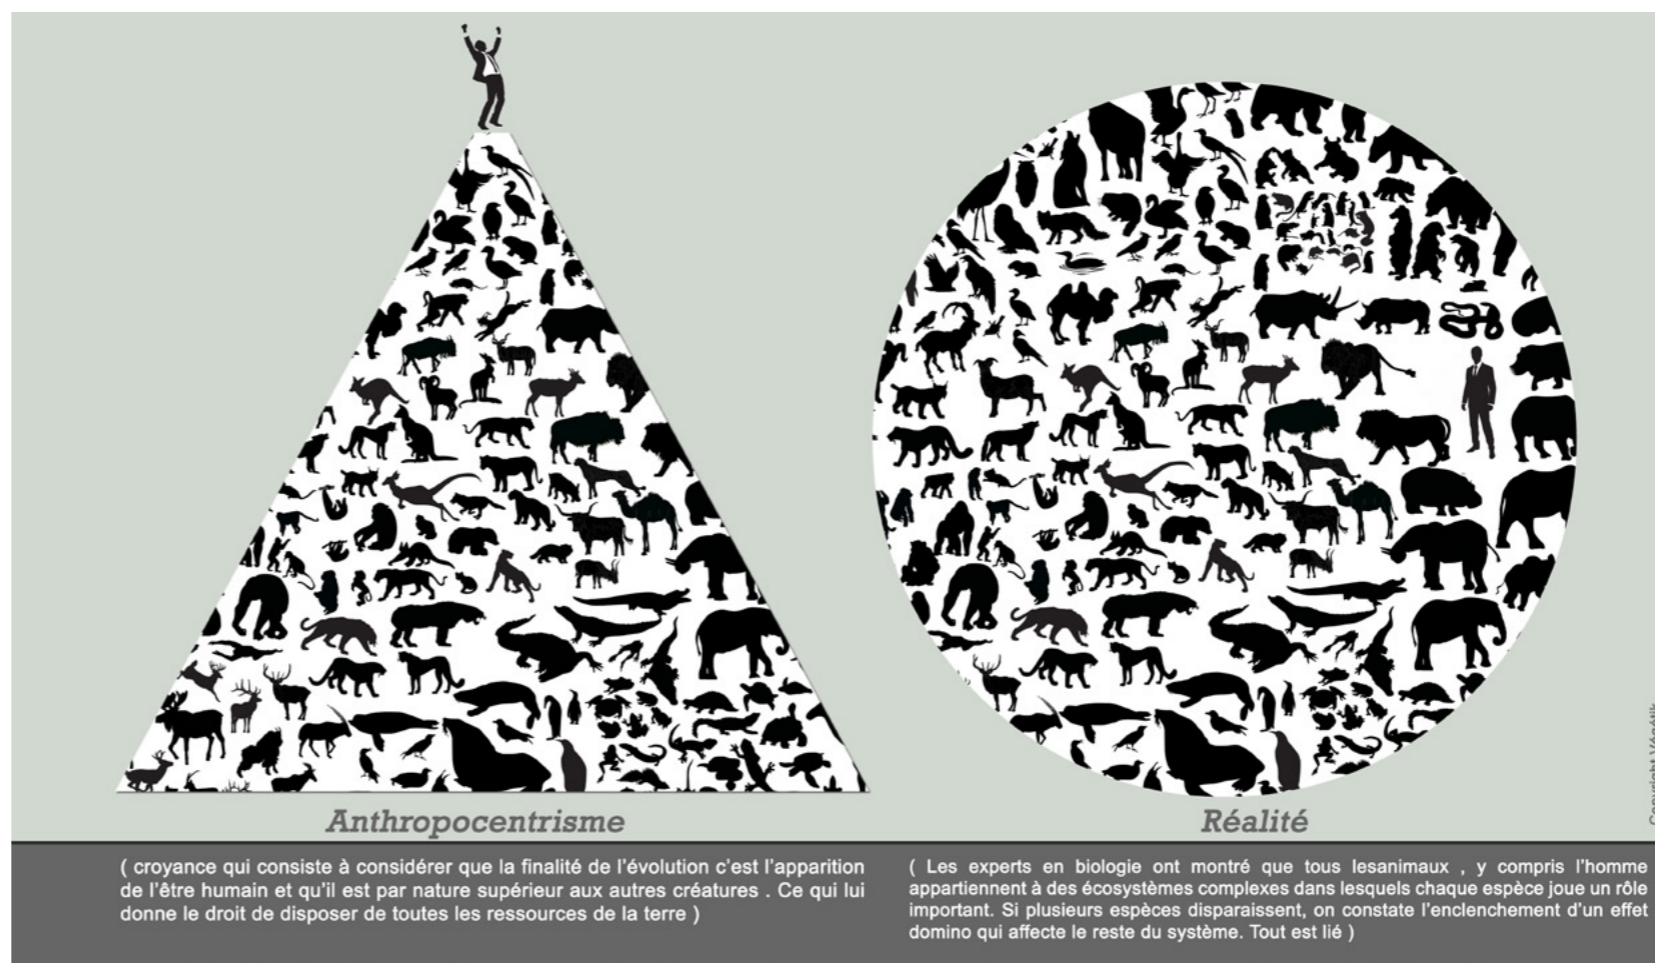 Anthropocentrisme
( croyance qui consiste à considérer que la finalité de l'évolution c'est l'apparition
de l'être humain et qu'il est par nature supérieur aux autres créatures . Ce qui lui
donne le droit de disposer de toutes les ressources de la terre )
Réalité
( Les experts en biologie ont montré que tous lesanimaux , y compris l'homme
appartiennent à des écosystèmes complexes dans lesquels chaque espèce joue un rôle
important. Si plusieurs espèces disparaissent, on constate l'enclenchement d'un effet
domino qui affecte le reste du système. Tout est lié )
Copyright